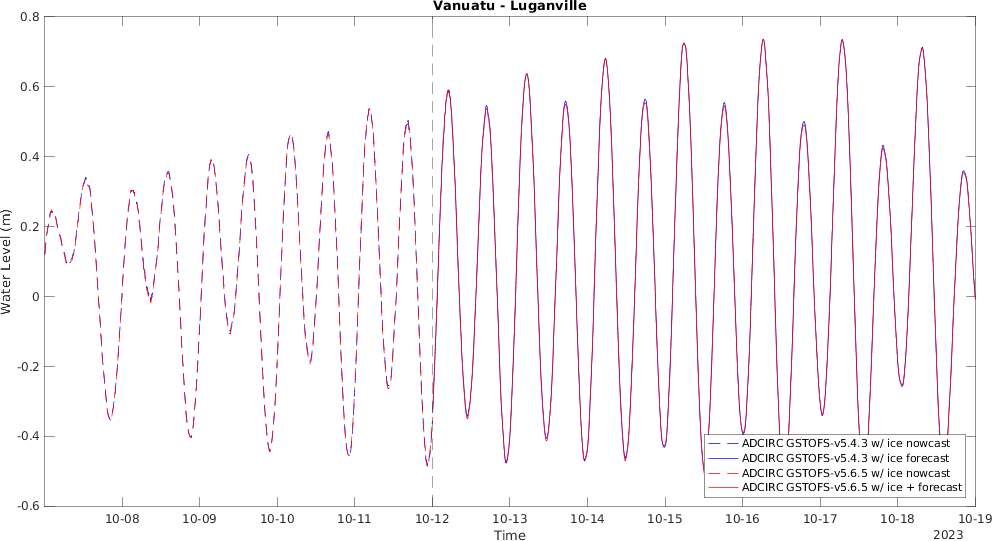 Vanuatu - Luganville
0.8
0.6
0.4
0.2
0
-0.2
-0.4
-0.6
Water Level (m)
ADCIRC GSTOFS-v5.4.3 w/ ice nowcast
ADCIRC GSTOFS-v5.4.3 w/ ice forecast
ADCIRC GSTOFS-v5.6.5 w/ ice nowcast
ADCIRC GSTOFS-v5.6.5 w/ ice + forecast
10-08 10-09 10-10 10-11 10-12 10-13 10-14 10-15 10-16 10-17 10-18 10-19
Time
2023